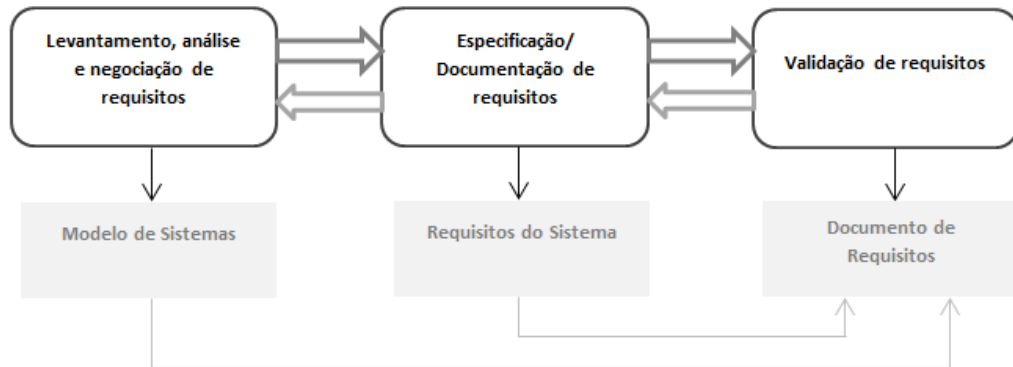 Levantamento, análise
e negociação de
requisitos
Especificação/
Documentação de
requisitos
Validação de requisitos
Modelo de Sistemas
Requisitos do Sistema
Documento de
Requisitos